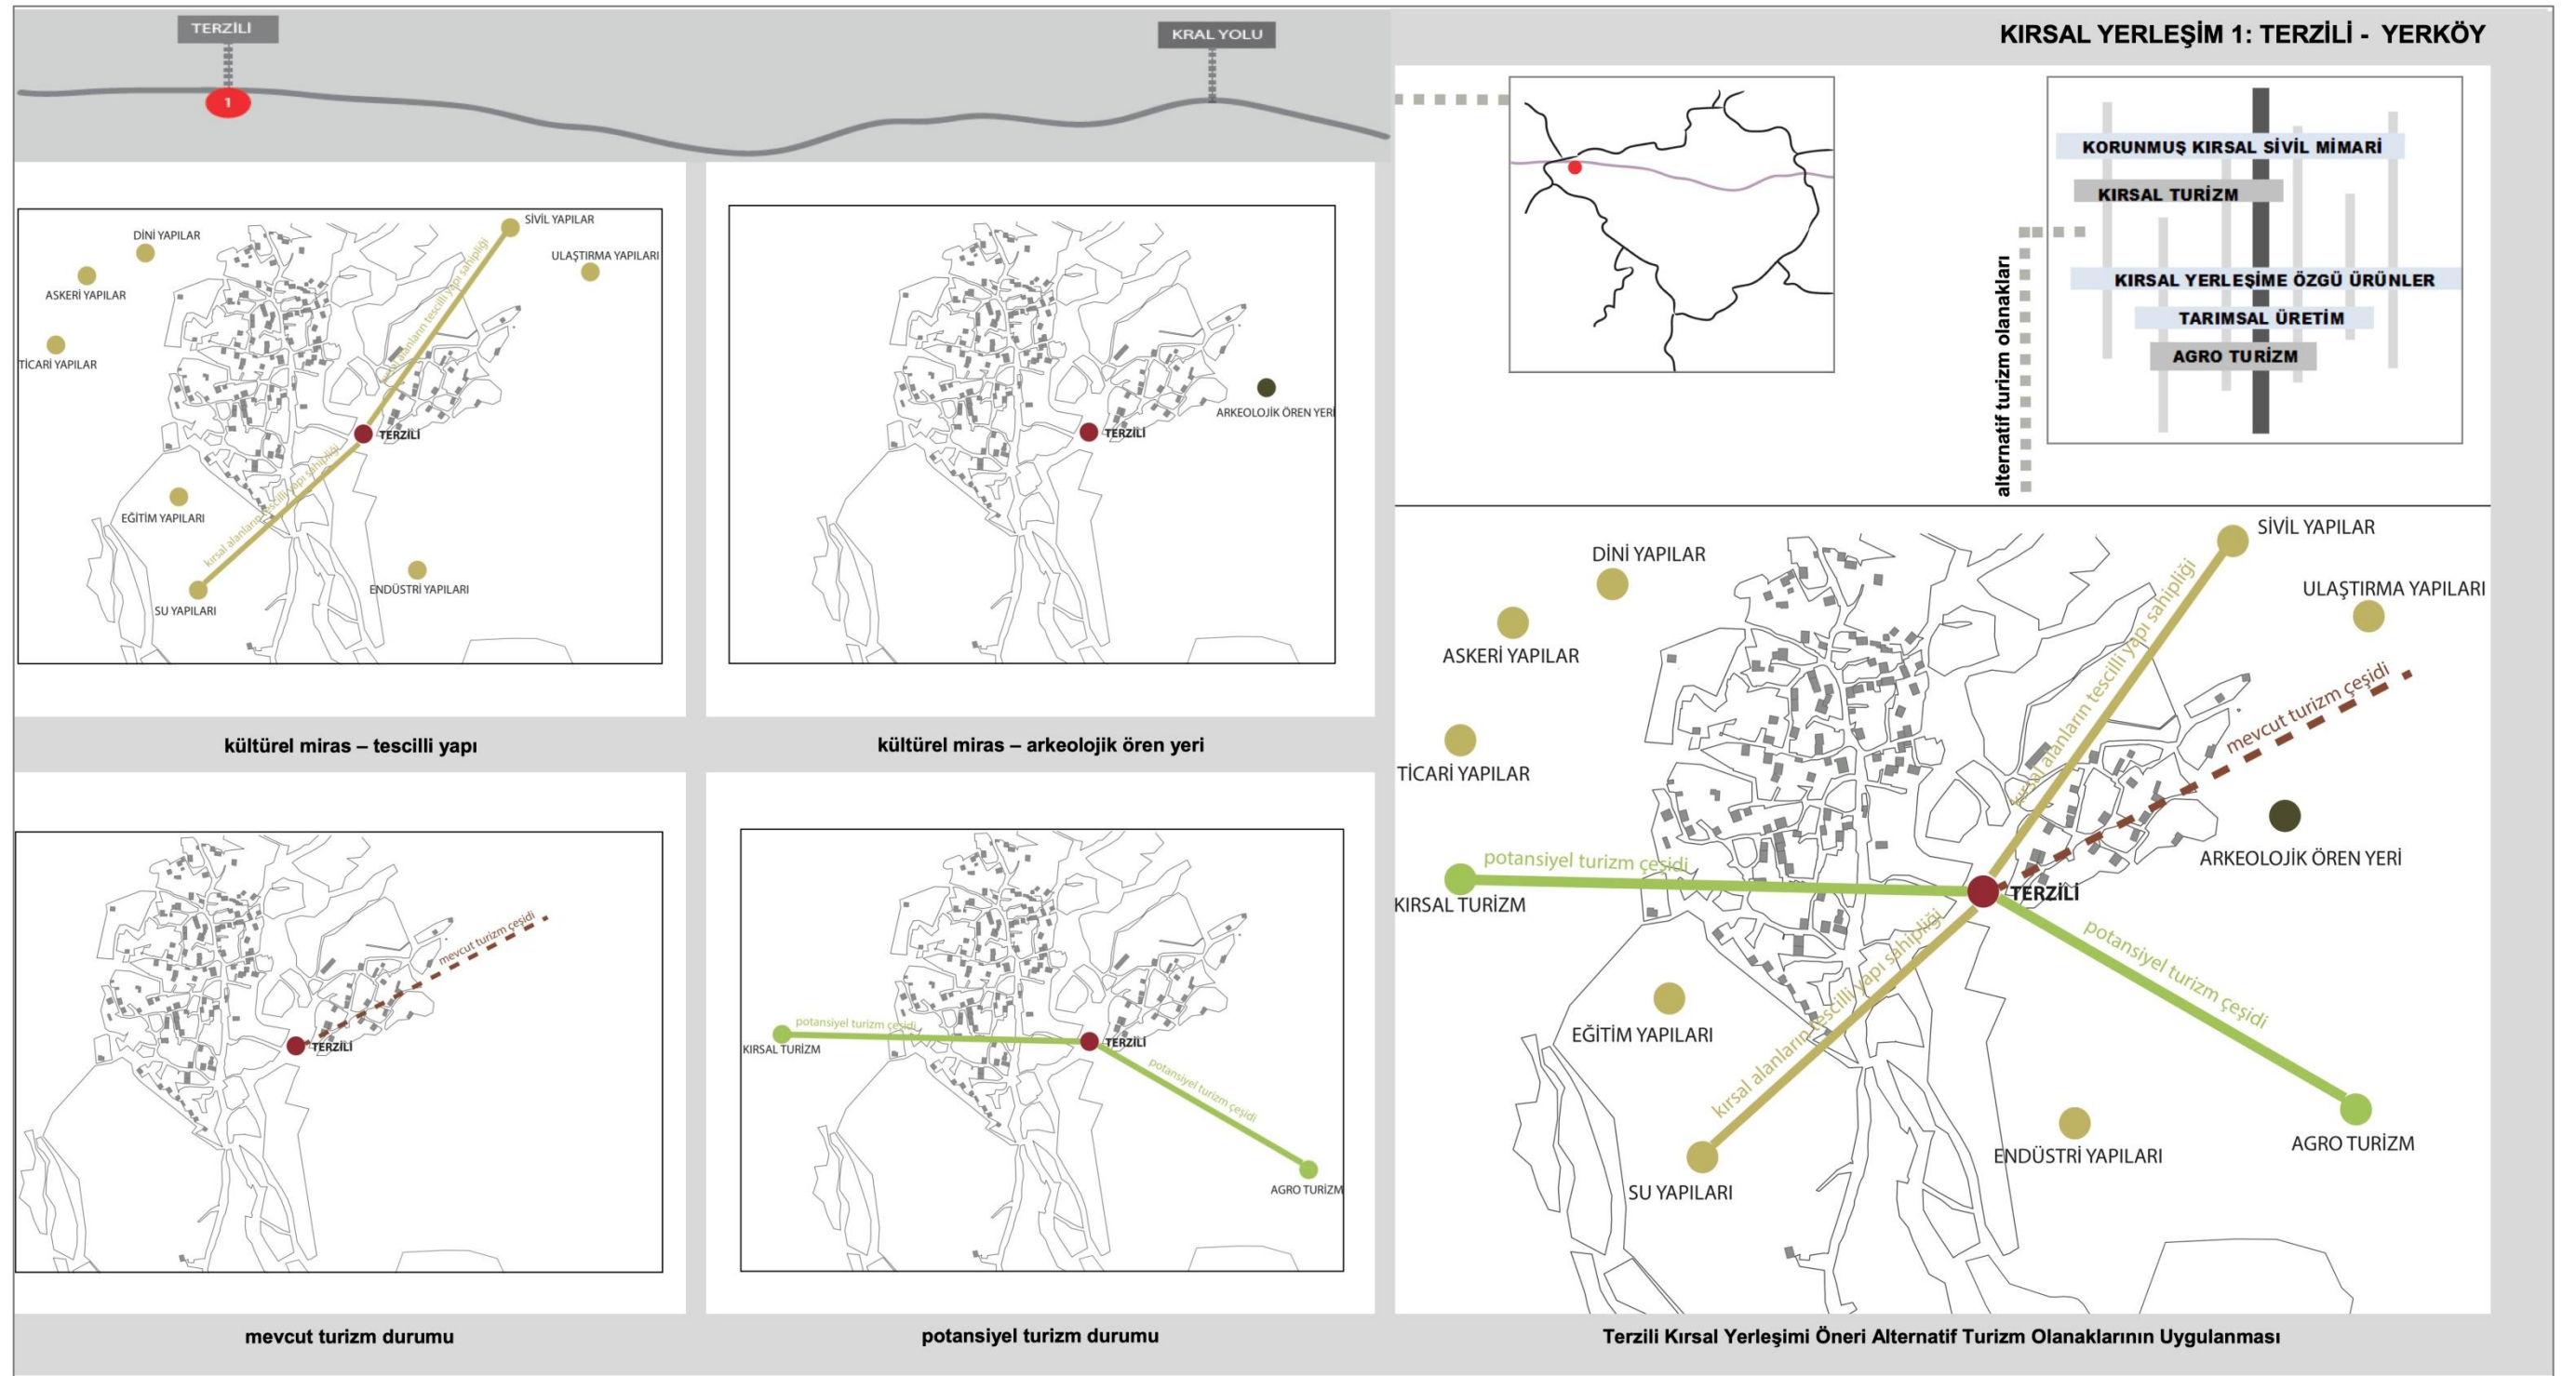 TERZİLİ
1
KRAL YOLU
KIRSAL YERLEŞİM 1: TERZİLİ - YERKÖY
KORUNMUŞ KIRSAL SİVİL MİMARİ
KIRSAL TURİZM
KIRSAL YERLEŞİME ÖZGÜ ÜRÜNLER
TARIMSAL ÜRETİM
AGRO TURİZM
alternatif turizm olanakları
SİVİL YAPILAR
DİNİ YAPILAR
ULAŞTIRMA YAPILARI
ASKERİ YAPILAR
TİCARİ YAPILAR
kırsal alanların tescilli yapı sahipliği
TERZİLİ
kırsal alanların tescilli yapı sahipliği
EĞİTİM YAPILARI
ENDÜSTRİ YAPILARI
SU YAPILARI
kültürel miras – tescilli yapı
ARKEOLOJİK ÖREN YERİ
TERZİLİ
kültürel miras – arkeolojik ören yeri
mevcut turizm çeşidi
TERZİLİ
mevcut turizm durumu
potansiyel turizm çeşidi
KIRSAL TURİZM
TERZİLİ
potansiyel turizm çeşidi
AGRO TURİZM
potansiyel turizm durumu
SİVİL YAPILAR
DİNİ YAPILAR
ULAŞTIRMA YAPILARI
ASKERİ YAPILAR
kırsal alanların tescilli yapı sahipliği
mevcut turizm çeşidi
TİCARİ YAPILAR
ARKEOLOJİK ÖREN YERİ
potansiyel turizm çeşidi
KIRSAL TURİZM
TERZİLİ
kırsal alanların tescilli yapı sahipliği
potansiyel turizm çeşidi
EĞİTİM YAPILARI
AGRO TURİZM
ENDÜSTRİ YAPILARI
SU YAPILARI
Terzili Kırsal Yerleşimi Öneri Alternatif Turizm Olanaklarının Uygulanması